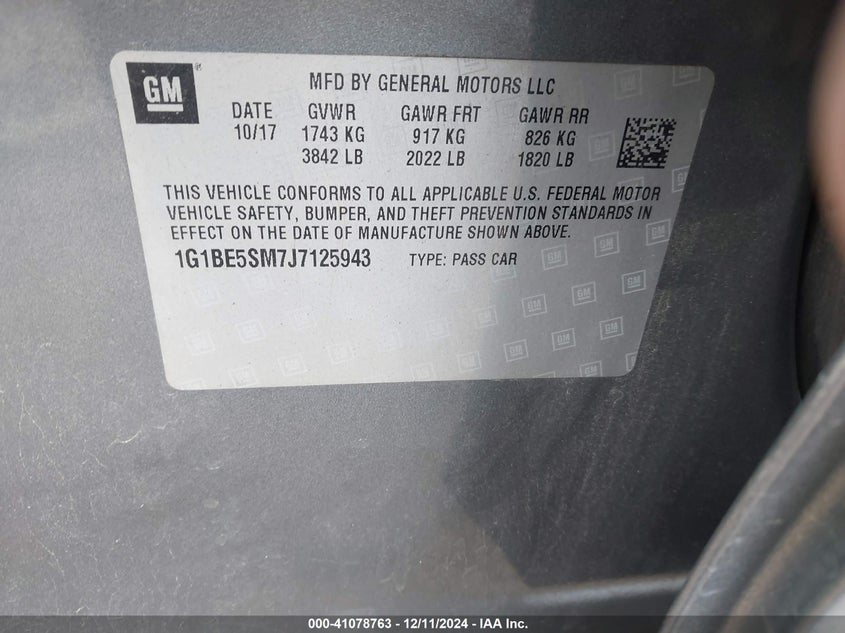 GM ® MFD BY GENERAL MOTORS LLC
DATE GVWR GAWR FRT GAWR RR
10/17 1743 KG 917 KG 826 KG
3842 LB 2022 LB 1820 LB
THIS VEHICLE CONFORMS TO ALL APPLICABLE U.S. FEDERAL MOTOR
VEHICLE SAFETY, BUMPER, AND THEFT PREVENTION STANDARDS IN
EFFECT ON THE DATE OF MANUFACTURE SHOWN ABOVE.
1G1BE5SM7J7125943 TYPE: PASS CAR
000-41078763 - 12/11/2024 - IAA Inc.